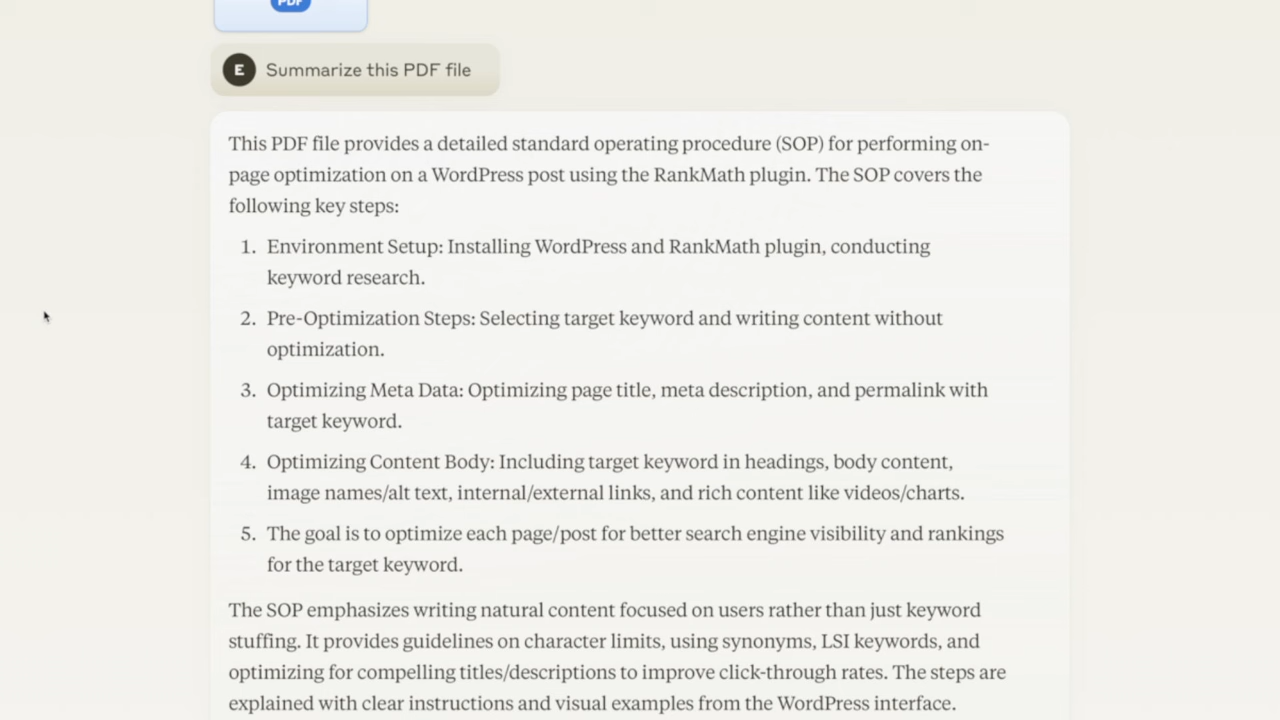 PDF
E Summarize this PDF file
This PDF file provides a detailed standard operating procedure (SOP) for performing on-
page optimization on a WordPress post using the RankMath plugin. The SOP covers the
following key steps:
1. Environment Setup: Installing WordPress and RankMath plugin, conducting
keyword research.
2. Pre-Optimization Steps: Selecting target keyword and writing content without
optimization.
3. Optimizing Meta Data: Optimizing page title, meta description, and permalink with
target keyword.
4. Optimizing Content Body: Including target keyword in headings, body content,
image names/alt text, internal/external links, and rich content like videos/charts.
5. The goal is to optimize each page/post for better search engine visibility and rankings
for the target keyword.
The SOP emphasizes writing natural content focused on users rather than just keyword
stuffing. It provides guidelines on character limits, using synonyms, LSI keywords, and
optimizing for compelling titles/descriptions to improve click-through rates. The steps are
explained with clear instructions and visual examples from the WordPress interface.